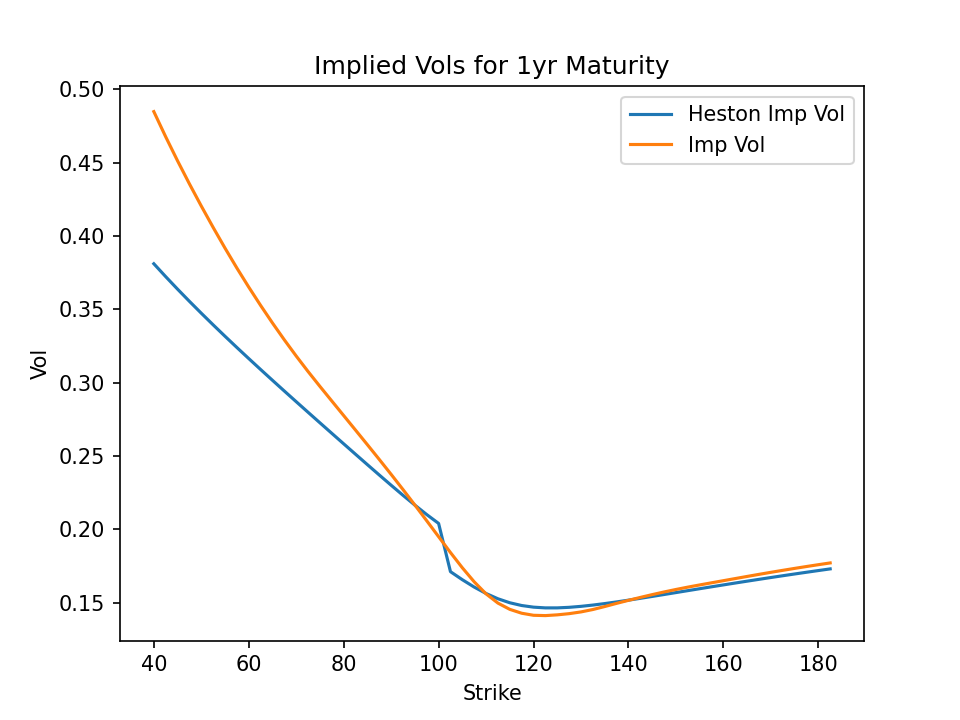 Implied Vols for 1yr Maturity
Heston Imp Vol
Imp Vol
0.50
0.45
0.40
0.35
0.30
0.25
0.20
0.15
Vol
40 60 80 100 120 140 160 180
Strike